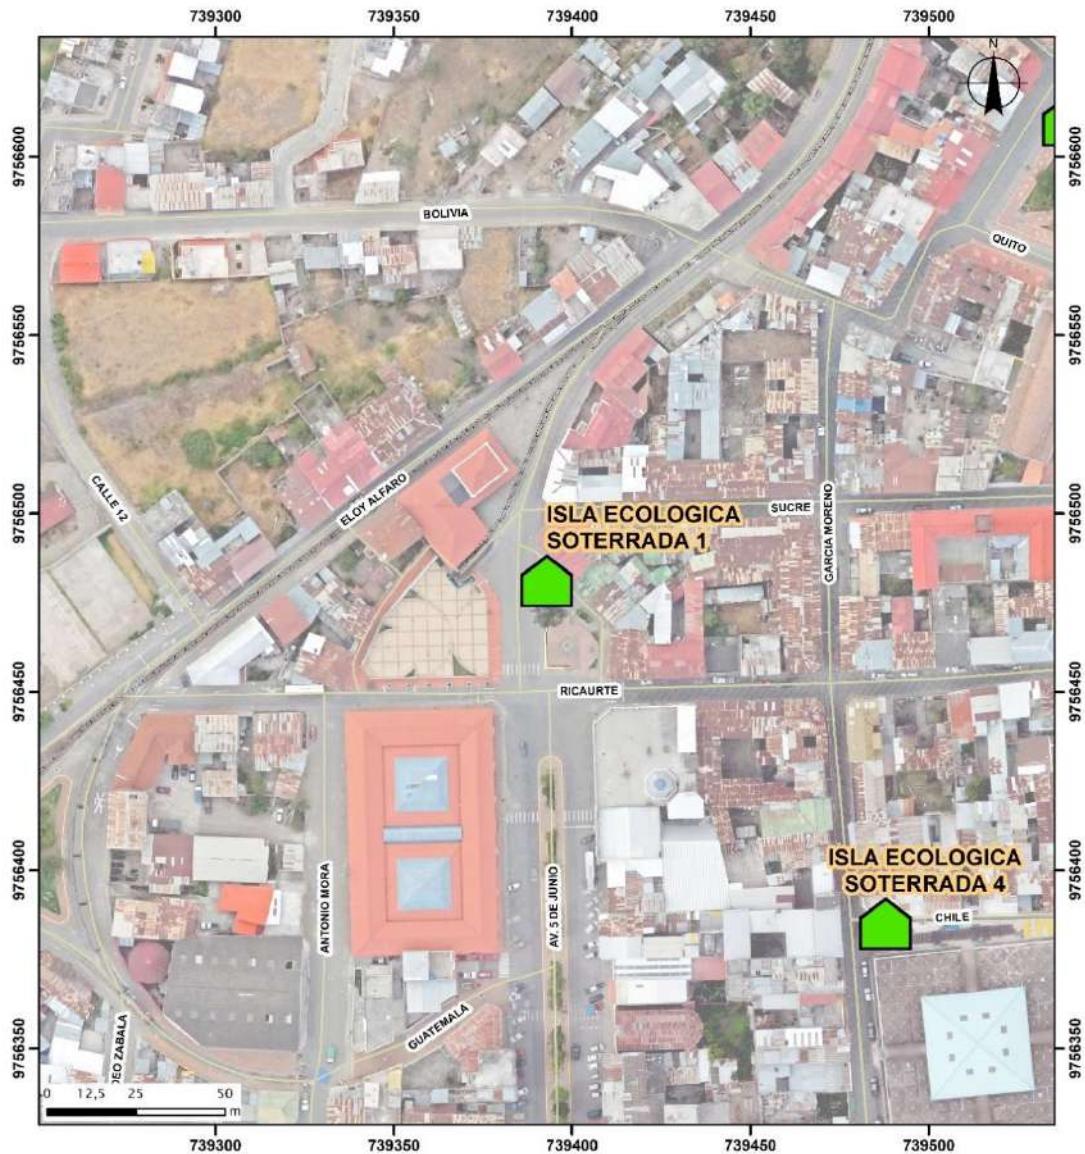 739300 739350 739400 739450 739500
N
9756600
9756600
BOLIVIA
QUITO
9756550
9756550
CALLE 12
ELOY ALFARO
9756500
9756500
SUCRE
ISLA ECOLOGICA
SOTERRADA 1
GARCIA MORENO
9756450
9756450
RICAURTE
ISLA ECOLOGICA
SOTERRADA 4
9756400
9756400
ANTONIO MORA
AV. 5 DE JUNIO
CHILE
GUATEMALA
9756350
9756350
DEO ZABALA
0 12,5 25 50
m
739300 739350 739400 739450 739500